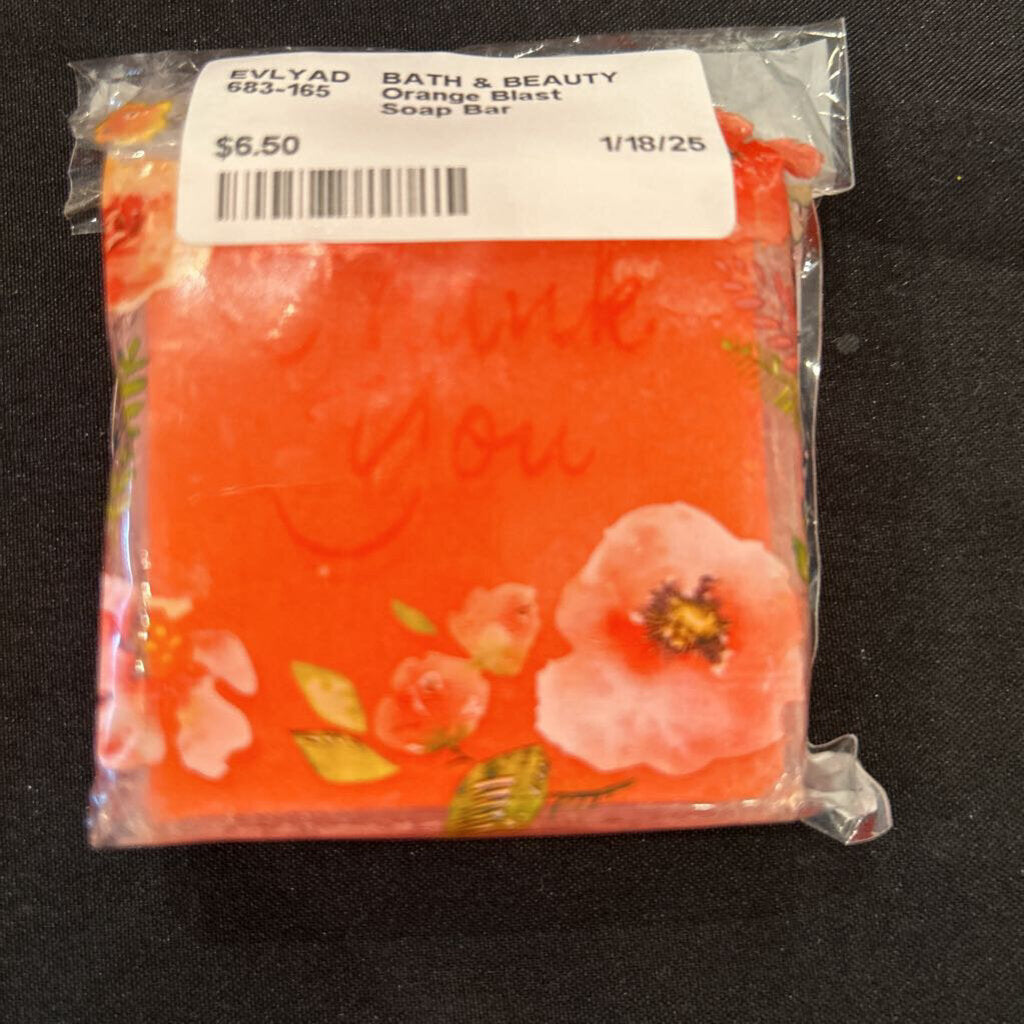 EVLYAD BATH & BEAUTY
683-165 Orange Blast
Soap Bar
$6.50 1/18/25
Thank
you